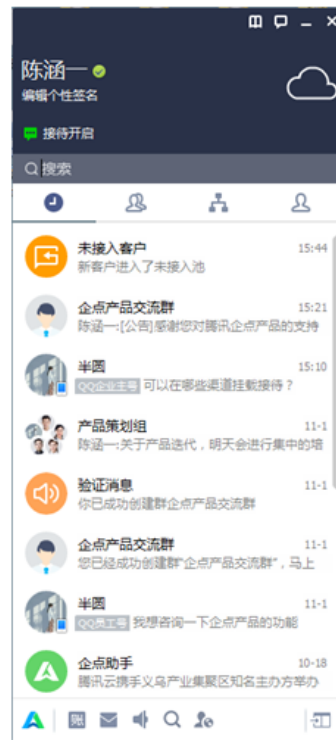 陈涵一
编辑个性签名
接待开启
搜索
未接入客户 15:44
新客户进入了未接入池
企点产品交流群 15:21
陈涵一:[公告]感谢您对腾讯企点产品的支持
半圆 15:10
QQ企业主号 可以在哪些渠道挂载接待？
产品策划组 11-1
陈涵一:关于产品迭代，明天会进行集中的培
验证消息 11-1
你已成功创建群企点产品交流群
企点产品交流群 11-1
您已经成功创建群“企点产品交流群”，马上
半圆 11-1
QQ员工号 我想咨询一下企点产品的功能
企点助手 10-18
腾讯云携手义乌产业集聚区知名主办方举办
账